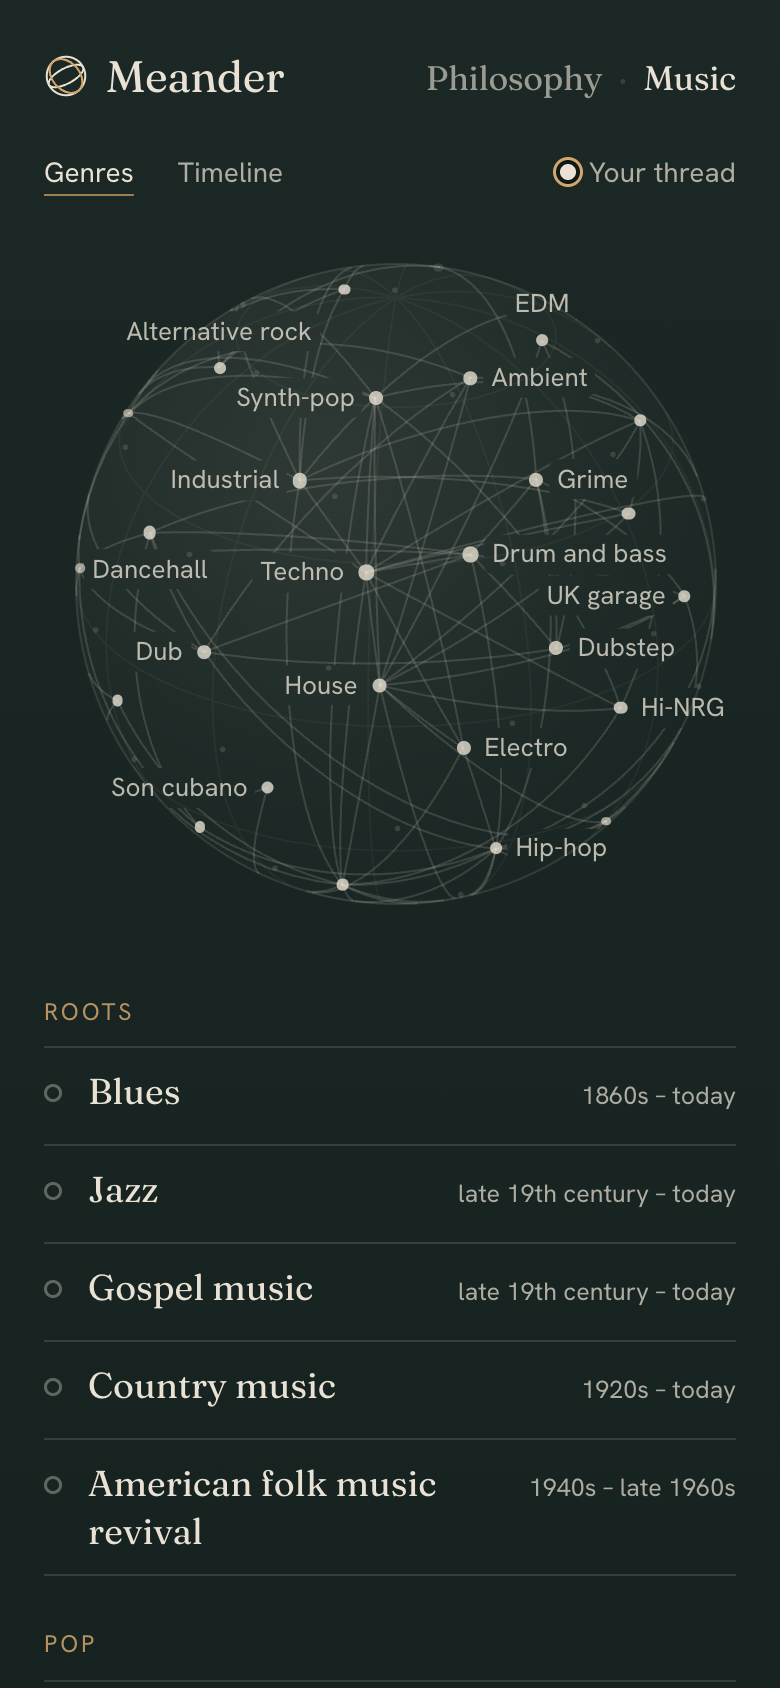 Meander
Philosophy · Music
Genres
Timeline
Your thread
EDM
Alternative rock
Ambient
Synth-pop
Industrial
Grime
Drum and bass
Dancehall
Techno
UK garage
Dub
Dubstep
House
Hi-NRG
Electro
Son cubano
Hip-hop
ROOTS
Blues
1860s – today
Jazz
late 19th century – today
Gospel music
late 19th century – today
Country music
1920s – today
American folk music
revival
1940s – late 1960s
POP